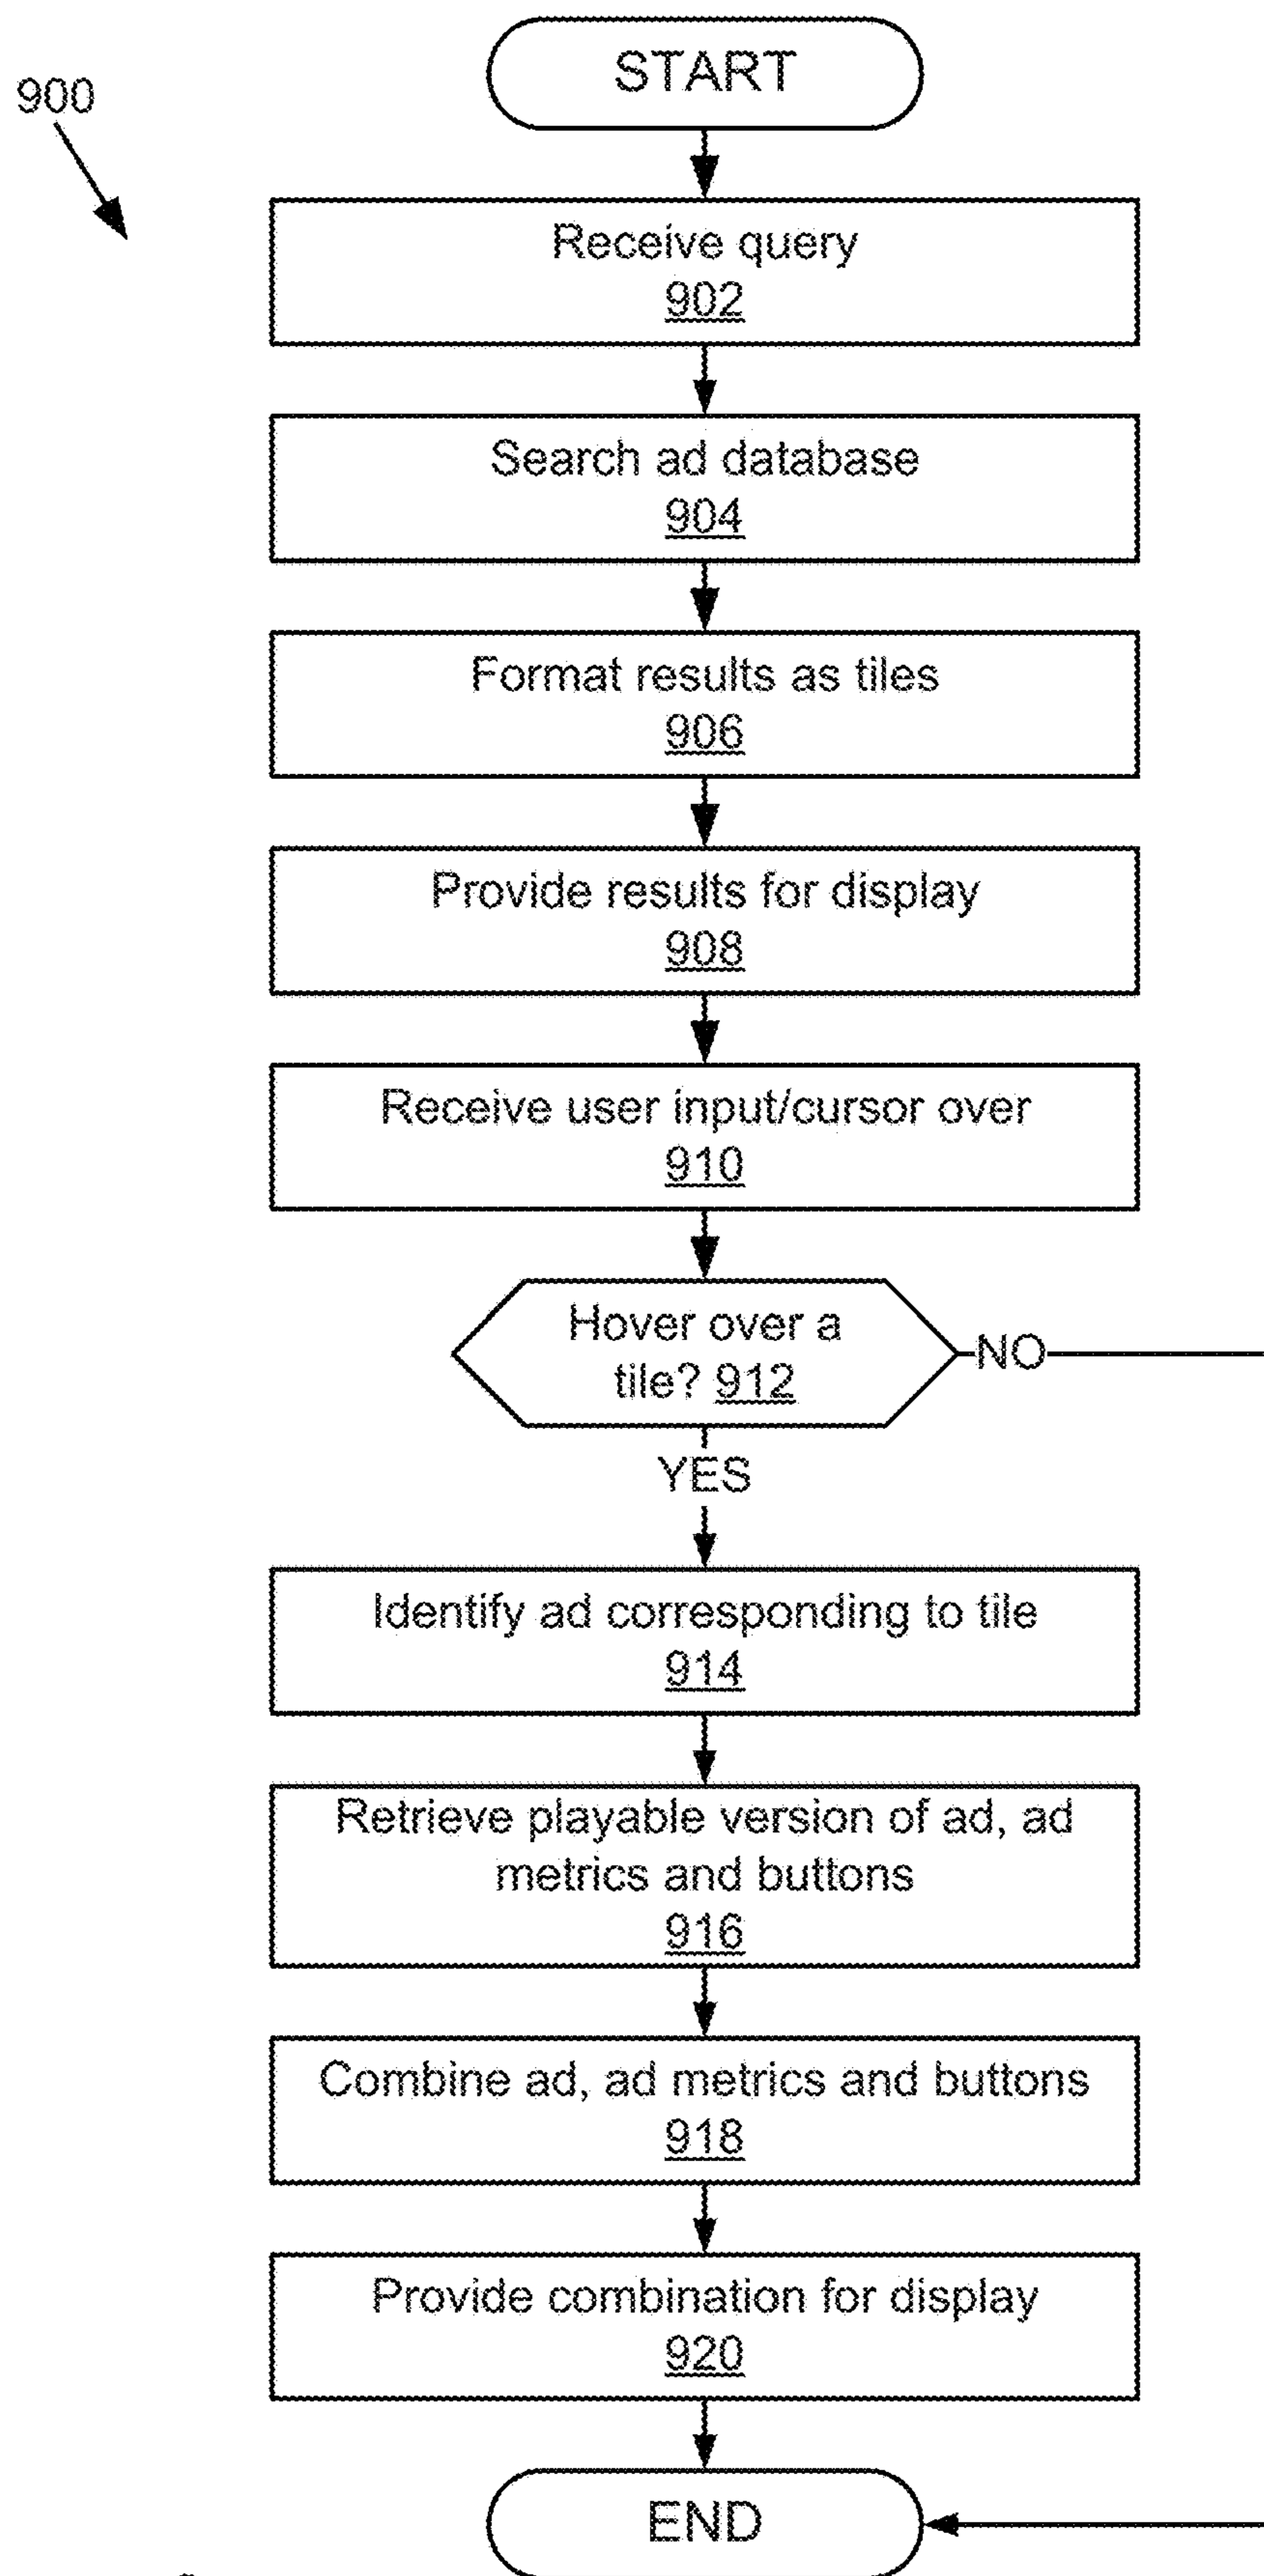 START
900
Receive query
902
Search ad database
904
Format results as tiles
906
Provide results for display
908
Receive user input/cursor over
910
Hover over a
tile? 912
NO
YES
Identify ad corresponding to tile
914
Retrieve playable version of ad, ad
metrics and buttons
916
Combine ad, ad metrics and buttons
918
Provide combination for display
920
END